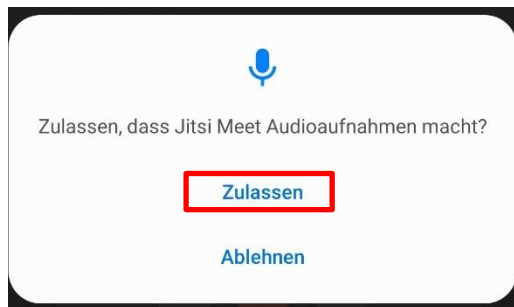 Zulassen, dass Jitsi Meet Audioaufnahmen macht?
Zulassen
Ablehnen